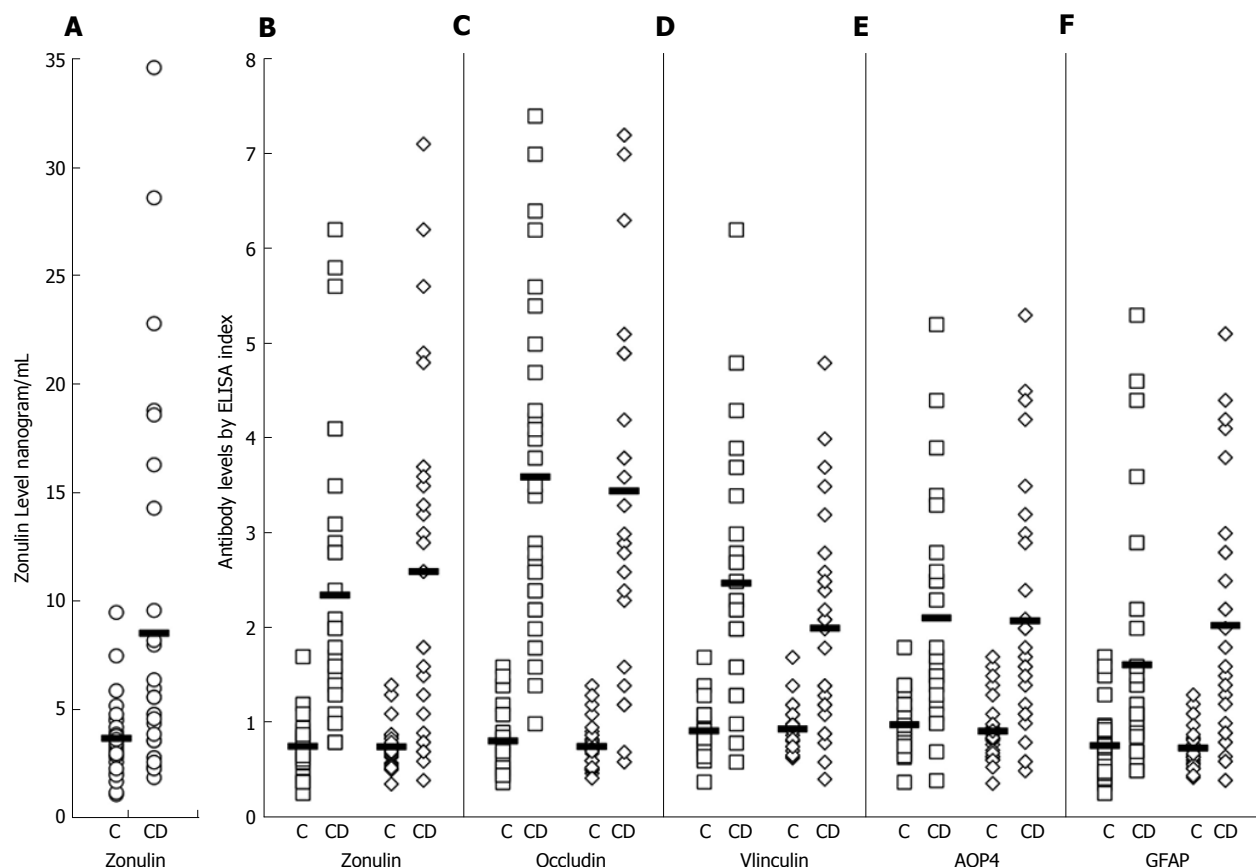 A B C D E F
35
30
25
20
15
10
5
0
Zonulin Level nanogram/mL
C CD
Zonulin
8
7
6
5
4
3
2
1
0
Antibody levels by ELISA index
C CD C CD C CD C CD C CD C CD C CD C CD C CD C CD
Zonulin Occludin Vlinculin AOP4 GFAP